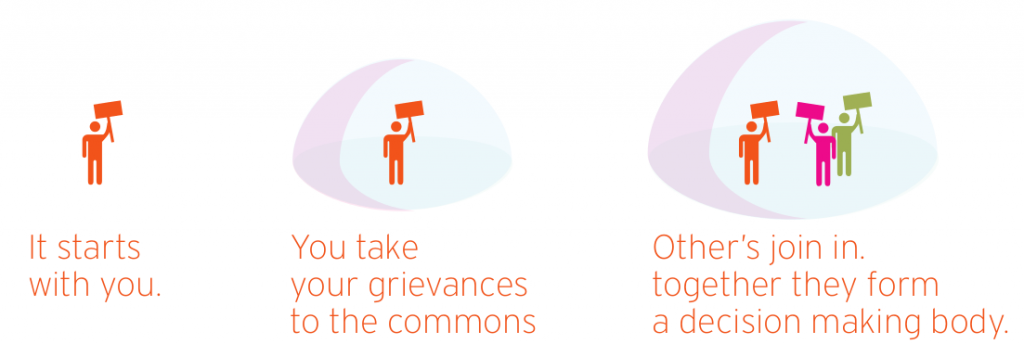 It starts
with you.
You take
your grievances
to the commons
Other's join in.
together they form
a decision making body.